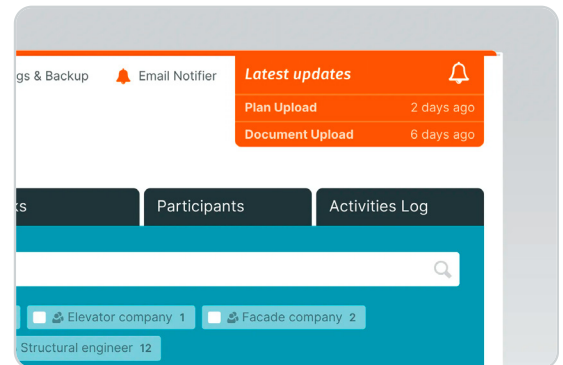 gs & Backup
Email Notifier
Latest updates
Plan Upload
2 days ago
Document Upload
6 days ago
Participants
Activities Log
Elevator company 1
Facade company 2
Structural engineer 12